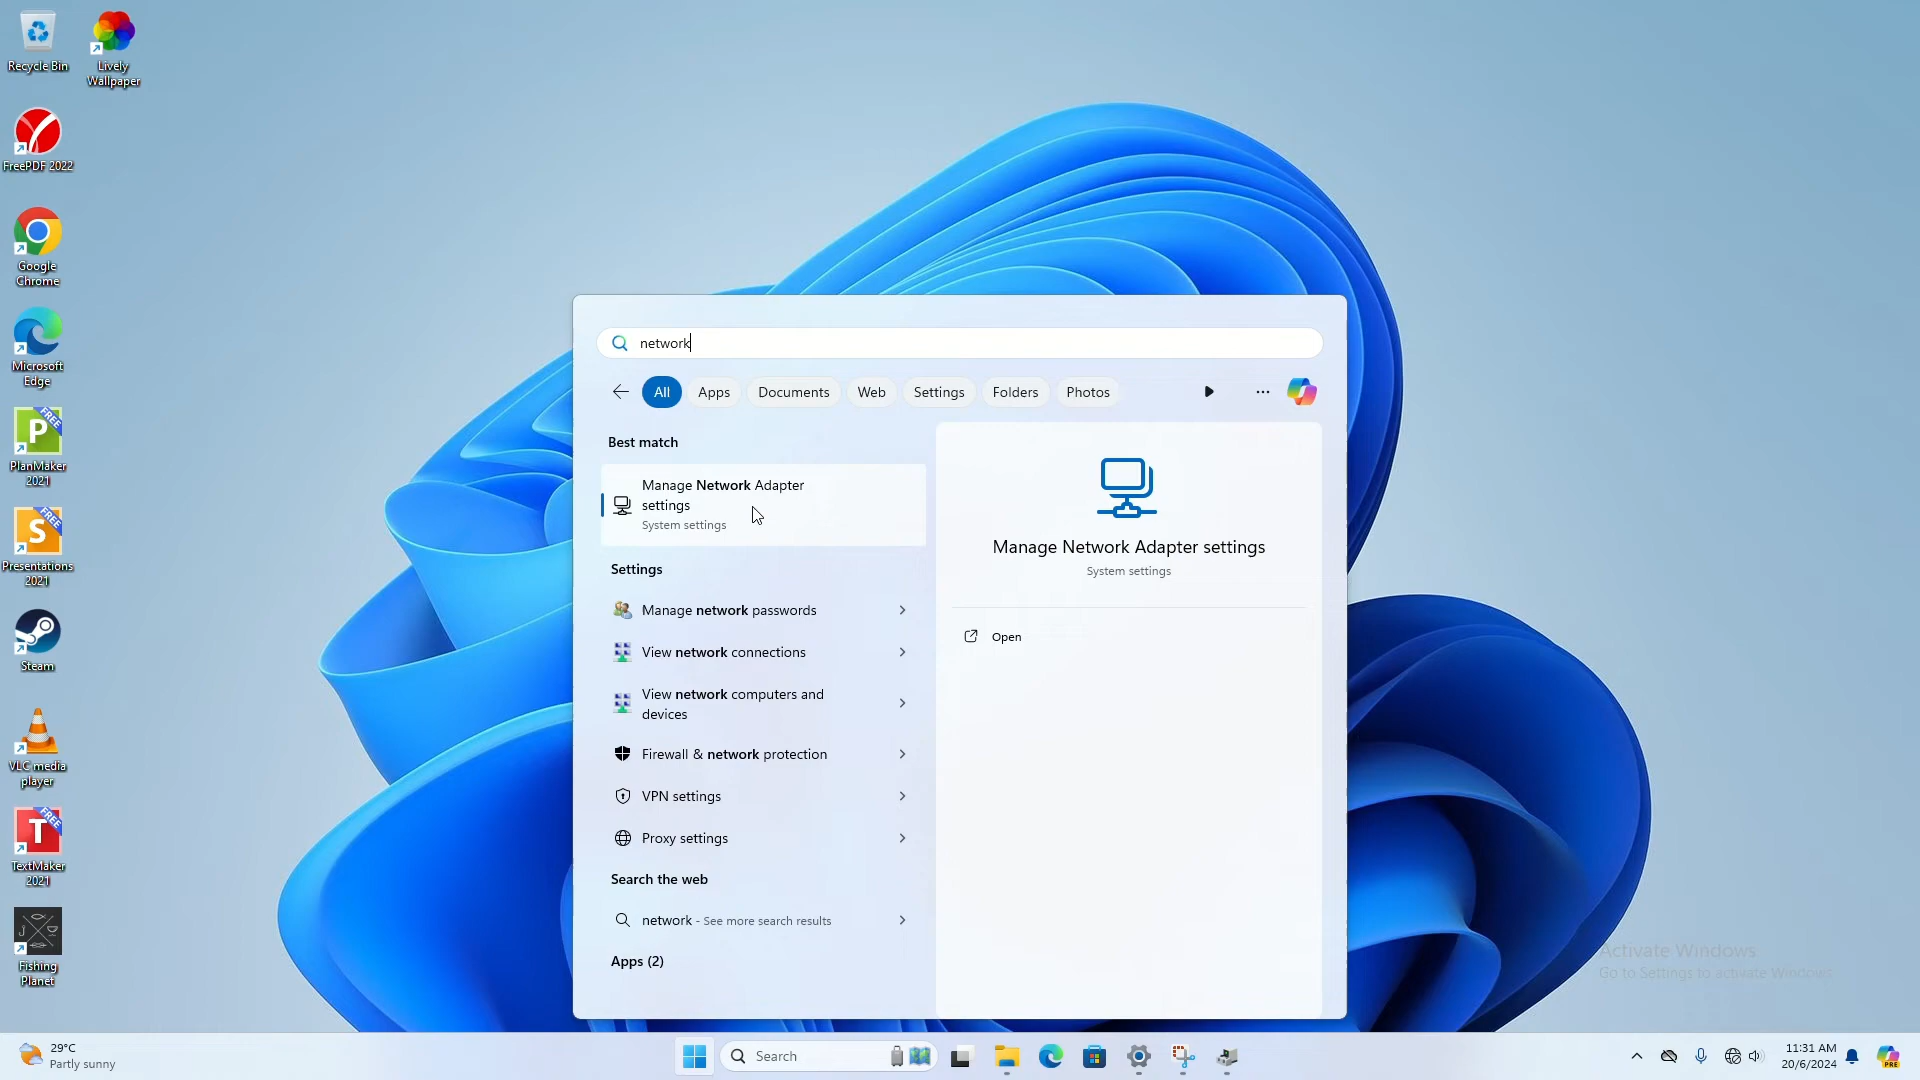 Recycle Bin
Lively
Wallpaper
FreePDF 2022
Google
Chrome
Microsoft
Edge
FREE
P
PlanMaker
2021
FREE
S
Presentations
2021
Steam
VLC media
player
FREE
T
TextMaker
2021
Fishing
Planet
network
All
Apps
Documents
Web
Settings
Folders
Photos
Best match
Manage Network Adapter
settings
System settings
Settings
Manage network passwords
View network connections
View network computers and
devices
Firewall & network protection
VPN settings
Proxy settings
Search the web
network - See more search results
Apps (2)
Manage Network Adapter settings
System settings
Open
Activate Windows
Go to Settings to activate Windows.
29°C
Partly sunny
Search
11:31 AM
20/6/2024
PRE